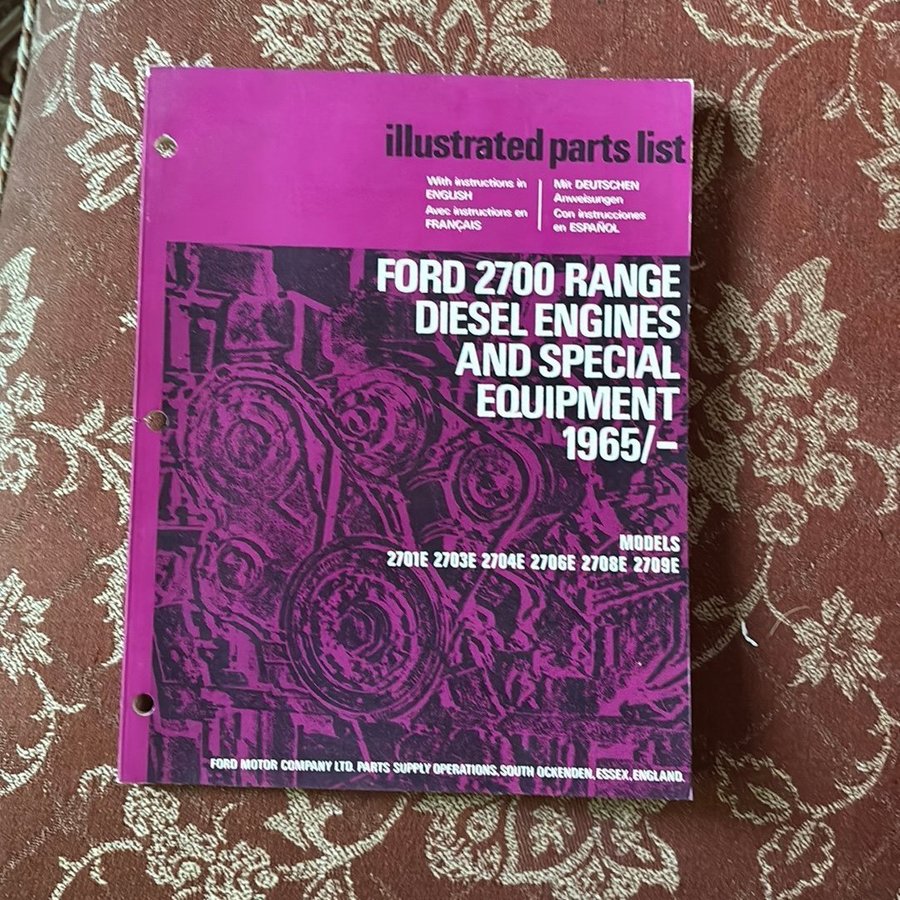 illustrated parts list
With instructions in
ENGLISH
Avec instructions en
FRANÇAIS
Mit DEUTSCHEN
Anweisungen
Con instrucciones
en ESPAÑOL
FORD 2700 RANGE
DIESEL ENGINES
AND SPECIAL
EQUIPMENT
1965/–
MODELS
2701E 2703E 2704E 2706E 2708E 2709E
FORD MOTOR COMPANY LTD. PARTS SUPPLY OPERATIONS, SOUTH OCKENDEN, ESSEX, ENGLAND.